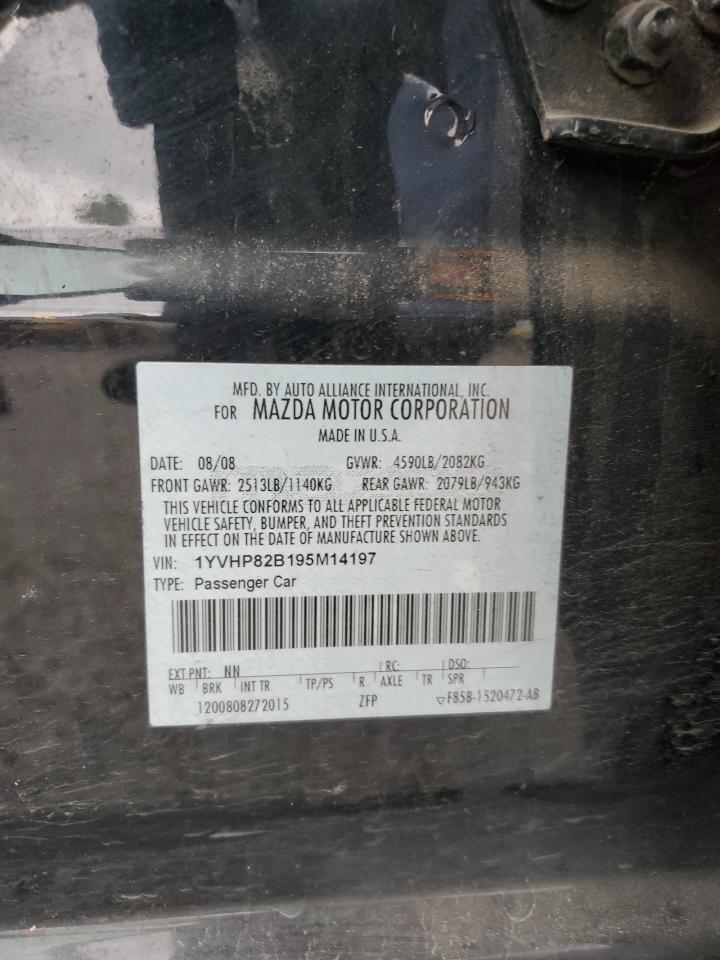 MFD. BY AUTO ALLIANCE INTERNATIONAL, INC.
FOR MAZDA MOTOR CORPORATION
MADE IN U.S.A.
DATE: 08/08 GVWR: 4590LB/2082KG
FRONT GAWR: 2513LB/1140KG REAR GAWR: 2079LB/943KG
THIS VEHICLE CONFORMS TO ALL APPLICABLE FEDERAL MOTOR
VEHICLE SAFETY, BUMPER, AND THEFT PREVENTION STANDARDS
IN EFFECT ON THE DATE OF MANUFACTURE SHOWN ABOVE.
VIN: 1YVHP82B195M14197
TYPE: Passenger Car
EXT PNT: NN RC: DSO:
WB BRK INT TR TP/PS R AXLE TR SPR
1200808272015 ZFP ▽F85B-1520472-AB